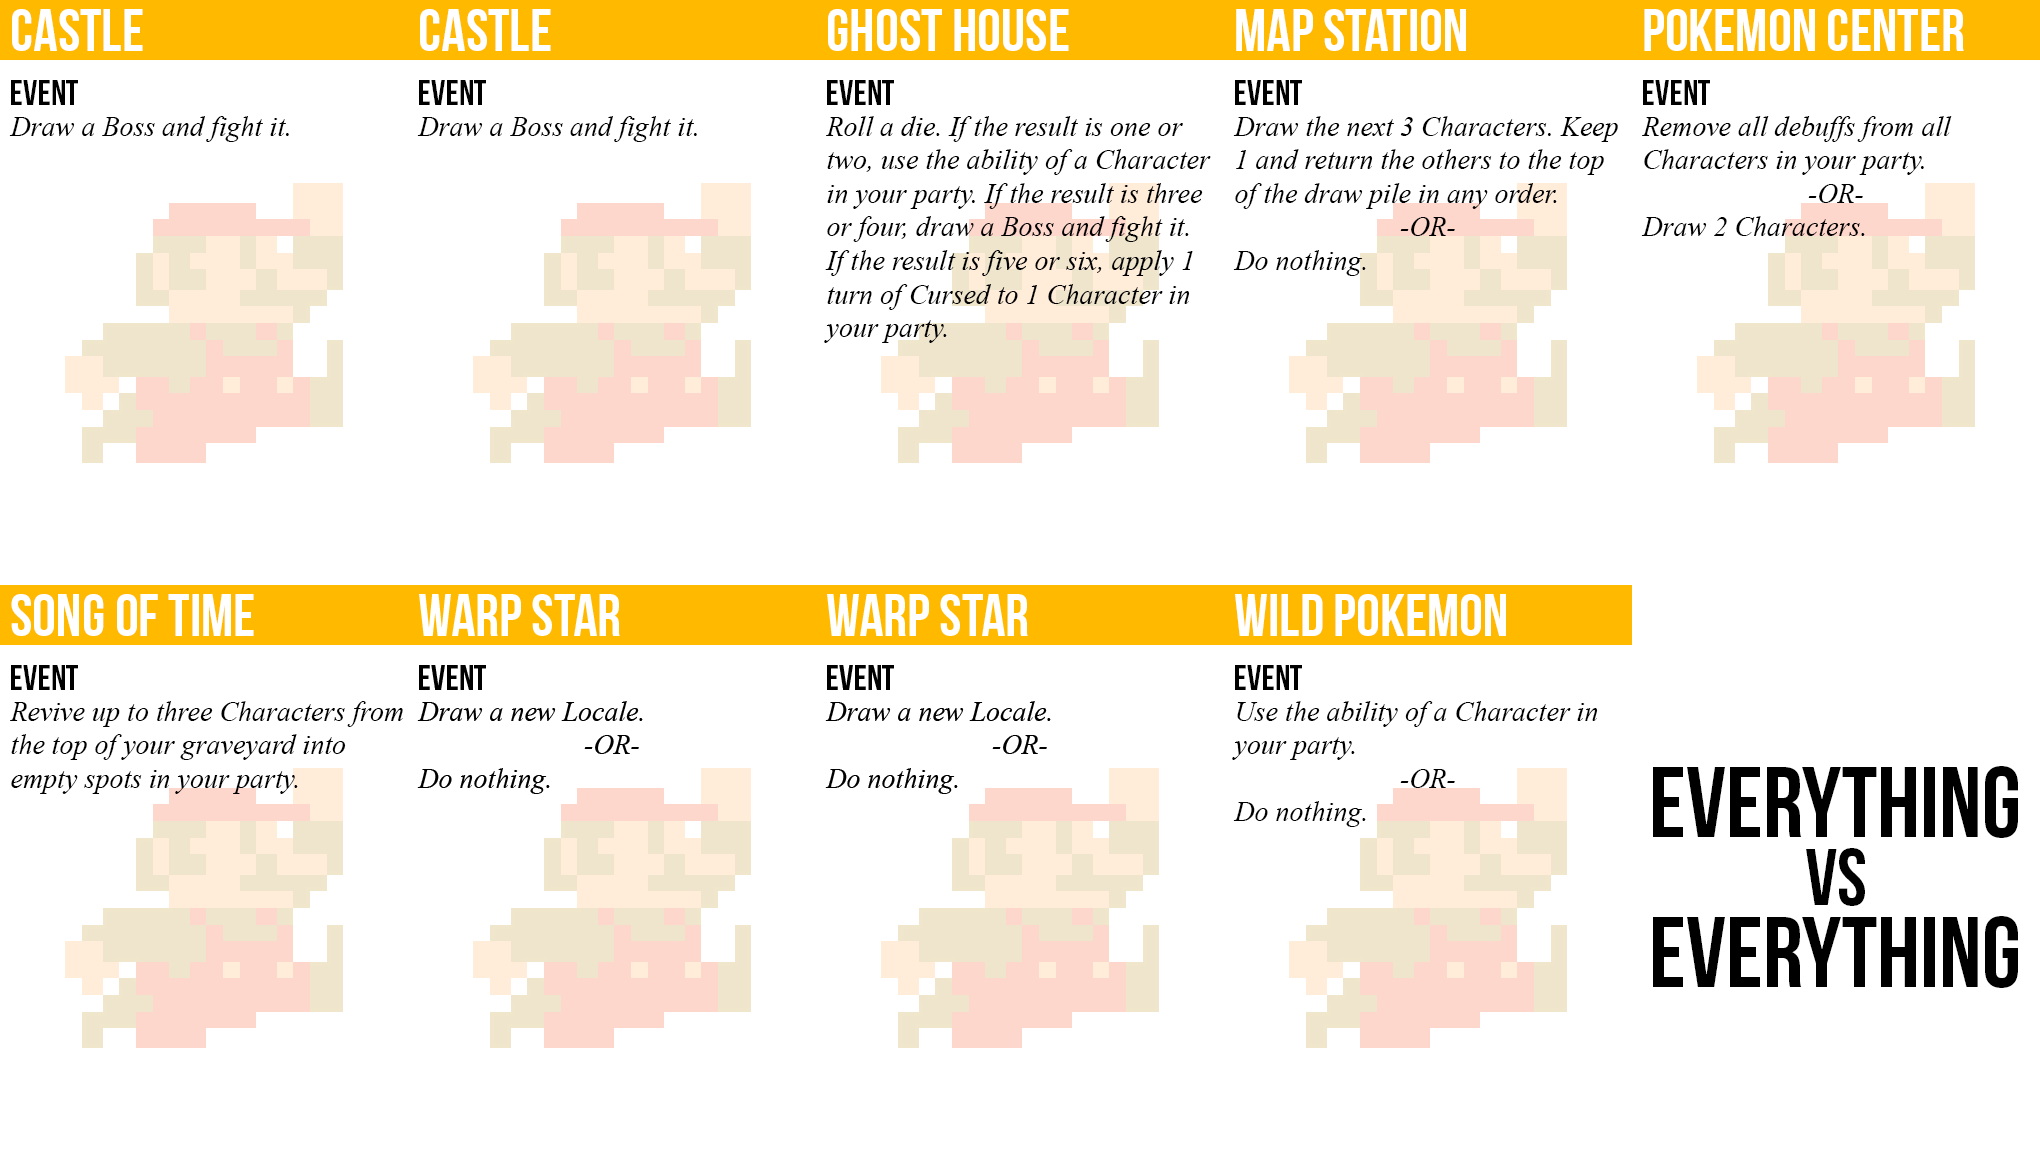 CASTLE
EVENT
Draw a Boss and fight it.
CASTLE
EVENT
Draw a Boss and fight it.
GHOST HOUSE
EVENT
Roll a die. If the result is one or
two, use the ability of a Character
in your party. If the result is three
or four, draw a Boss and fight it.
If the result is five or six, apply 1
turn of Cursed to 1 Character in
your party.
MAP STATION
EVENT
Draw the next 3 Characters. Keep
1 and return the others to the top
of the draw pile in any order.
-OR-
Do nothing.
POKEMON CENTER
EVENT
Remove all debuffs from all
Characters in your party.
-OR-
Draw 2 Characters.
SONG OF TIME
EVENT
Revive up to three Characters from
the top of your graveyard into
empty spots in your party.
WARP STAR
EVENT
Draw a new Locale.
-OR-
Do nothing.
WARP STAR
EVENT
Draw a new Locale.
-OR-
Do nothing.
WILD POKEMON
EVENT
Use the ability of a Character in
your party.
-OR-
Do nothing.
EVERYTHING
VS
EVERYTHING